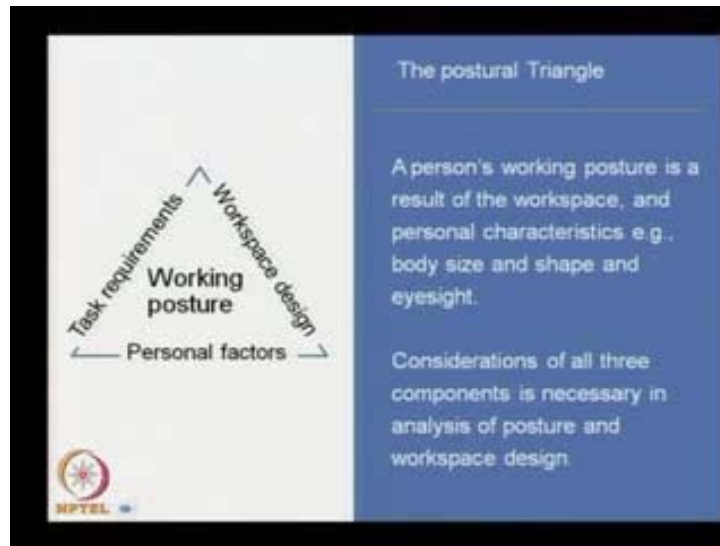 The postural Triangle
A person's working posture is a
result of the workspace, and
personal characteristics e.g.,
body size and shape and
eyesight.
Considerations of all three
components is necessary in
analysis of posture and
workspace design
Task requirements
Workspace design
Working
posture
Personal factors
NPTEL